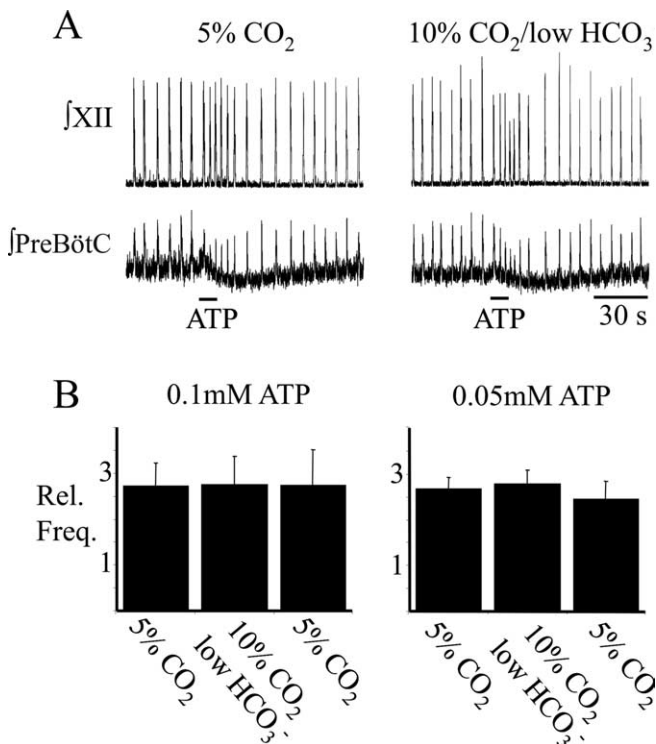 A
5% CO₂
10% CO₂/low HCO₃
∫XII
∫PreBötC
ATP
ATP
30 s
B
0.1mM ATP
0.05mM ATP
Rel.
Freq.
3
1
3
1
5% CO₂
10% CO₂
low HCO₃-
5% CO₂
5% CO₂
10% CO₂
low HCO₃-
5% CO₂